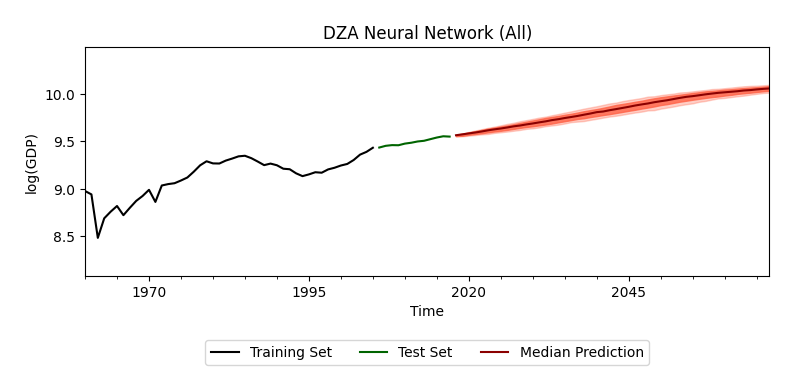 DZA Neural Network (All)
log(GDP)
10.0
9.5
9.0
8.5
1970 1995 2020 2045
Time
Training Set Test Set Median Prediction